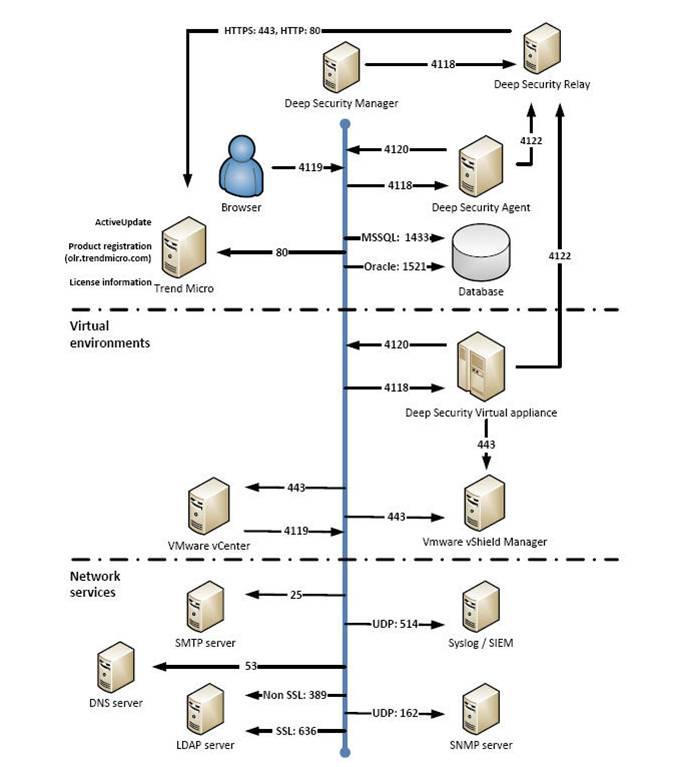 HTTPS: 443, HTTP: 80
4118
Deep Security Manager
Deep Security Relay
4120
4122
4119
4118
Browser
Deep Security Agent
ActiveUpdate
Product registration
(olr.trendmicro.com)
License information
Trend Micro
80
MSSQL: 1433
Oracle: 1521
Database
4122
Virtual
environments
4120
4118
Deep Security Virtual appliance
443
443
4119
443
VMware vCenter
Vmware vShield Manager
Network
services
25
SMTP server
UDP: 514
Syslog / SIEM
53
DNS server
Non SSL: 389
SSL: 636
LDAP server
UDP: 162
SNMP server